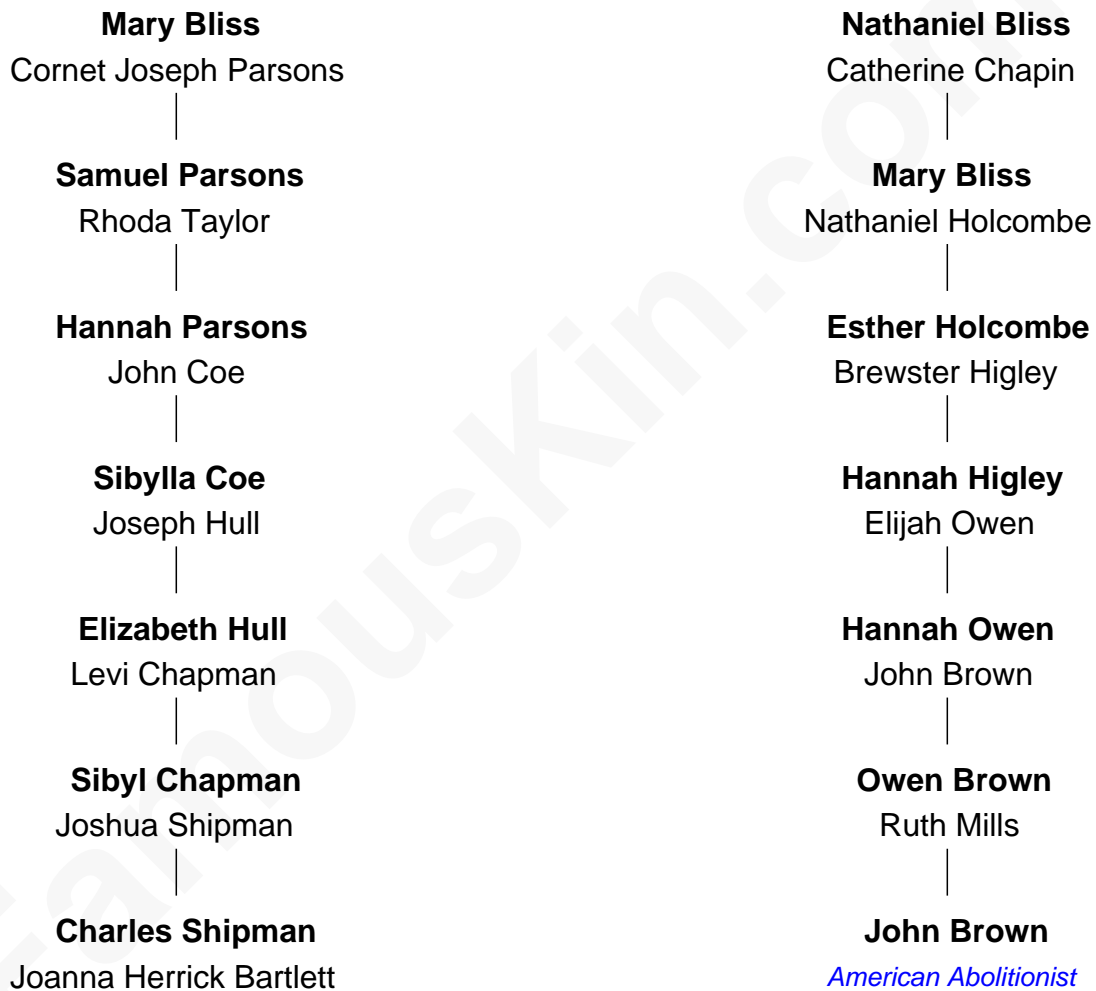 Mary Bliss
Cornet Joseph Parsons
Samuel Parsons
Rhoda Taylor
Hannah Parsons
John Coe
Sibylla Coe
Joseph Hull
Elizabeth Hull
Levi Chapman
Sibyl Chapman
Joshua Shipman
Charles Shipman
Joanna Herrick Bartlett
Nathaniel Bliss
Catherine Chapin
Mary Bliss
Nathaniel Holcombe
Esther Holcombe
Brewster Higley
Hannah Higley
Elijah Owen
Hannah Owen
John Brown
Owen Brown
Ruth Mills
John Brown
American Abolitionist
FamousKin.com